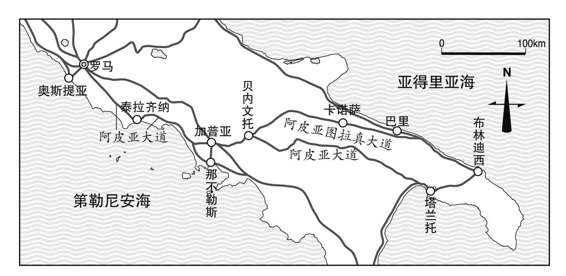 0 100km
亚得里亚海
N
罗马
奥斯提亚
泰拉齐纳
阿皮亚大道
加普亚
贝内文托
卡诺萨
阿皮亚图拉真大道
巴里
阿皮亚大道
布林迪西
那不勒斯
塔兰托
第勒尼安海